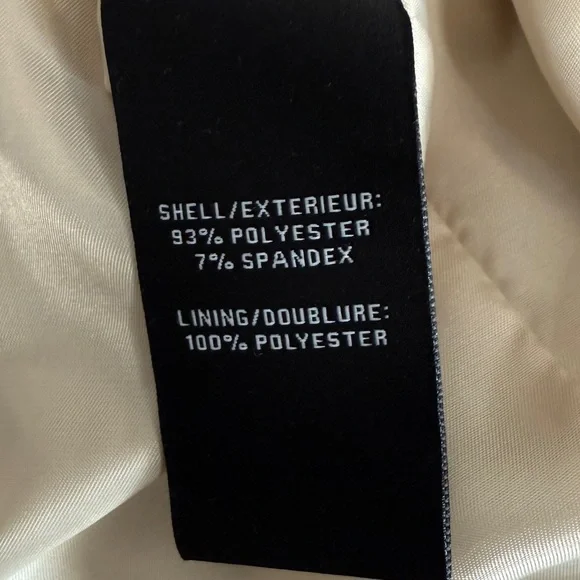 SHELL/EXTERIEUR:
93% POLYESTER
7% SPANDEX
LINING/DOUBLURE:
100% POLYESTER